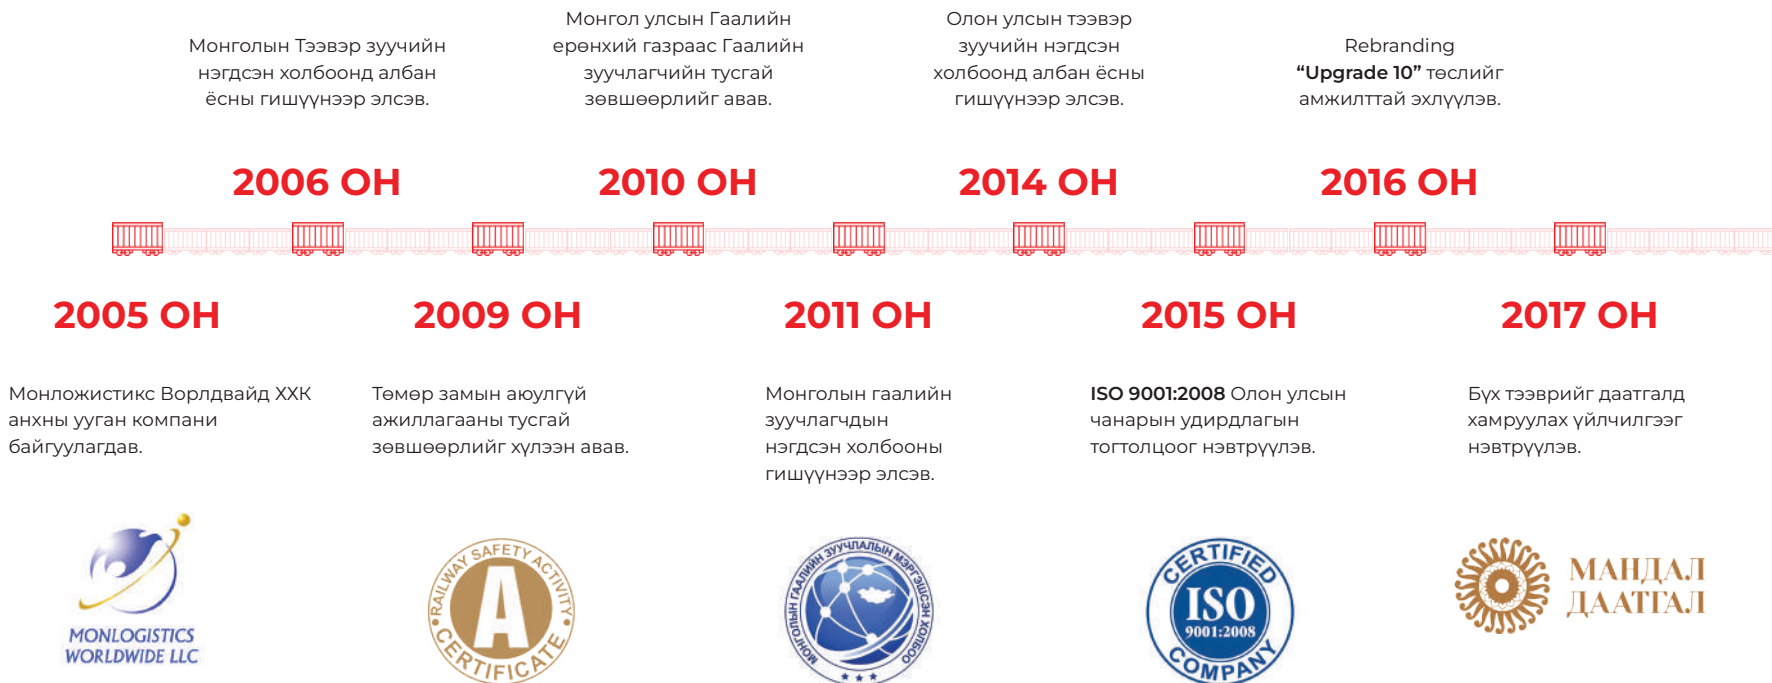 Монголын Тээвэр зуучийн
нэгдсэн холбоонд албан
ёсны гишүүнээр элсэв.
Монгол улсын Гаалийн
ерөнхий газраас Гаалийн
зуучлагчийн тусгай
зөвшөөрлийг авав.
Олон улсын тээвэр
зуучийн нэгдсэн
холбоонд албан ёсны
гишүүнээр элсэв.
Rebranding
“Upgrade 10” төслийг
амжилттай эхлүүлэв.
2006 ОН
2010 ОН
2014 ОН
2016 ОН
2005 ОН
2009 ОН
2011 ОН
2015 ОН
2017 ОН
Монложистикс Ворлдвайд ХХК
анхны ууган компани
байгуулагдав.
Төмөр замын аюулгүй
ажиллагааны тусгай
зөвшөөрлийг хүлээн авав.
Монголын гаалийн
зуучлагчдын
нэгдсэн холбооны
гишүүнээр элсэв.
ISO 9001:2008 Олон улсын
чанарын удирдлагын
тогтолцоог нэвтрүүлэв.
Бүх тээврийг даатгалд
хамруулах үйлчилгээг
нэвтрүүлэв.
MONLOGISTICS
WORLDWIDE LLC
RAILWAY SAFETY ACTIVITY
A
CERTIFICATE
МОНГОЛЫН ГААЛИЙН ЗУУЧЛАЛЫН МЭРГЭШСЭН ХОЛБОО
CERTIFIED
ISO
9001:2008
COMPANY
МАНДАЛ
ДААТГАЛ